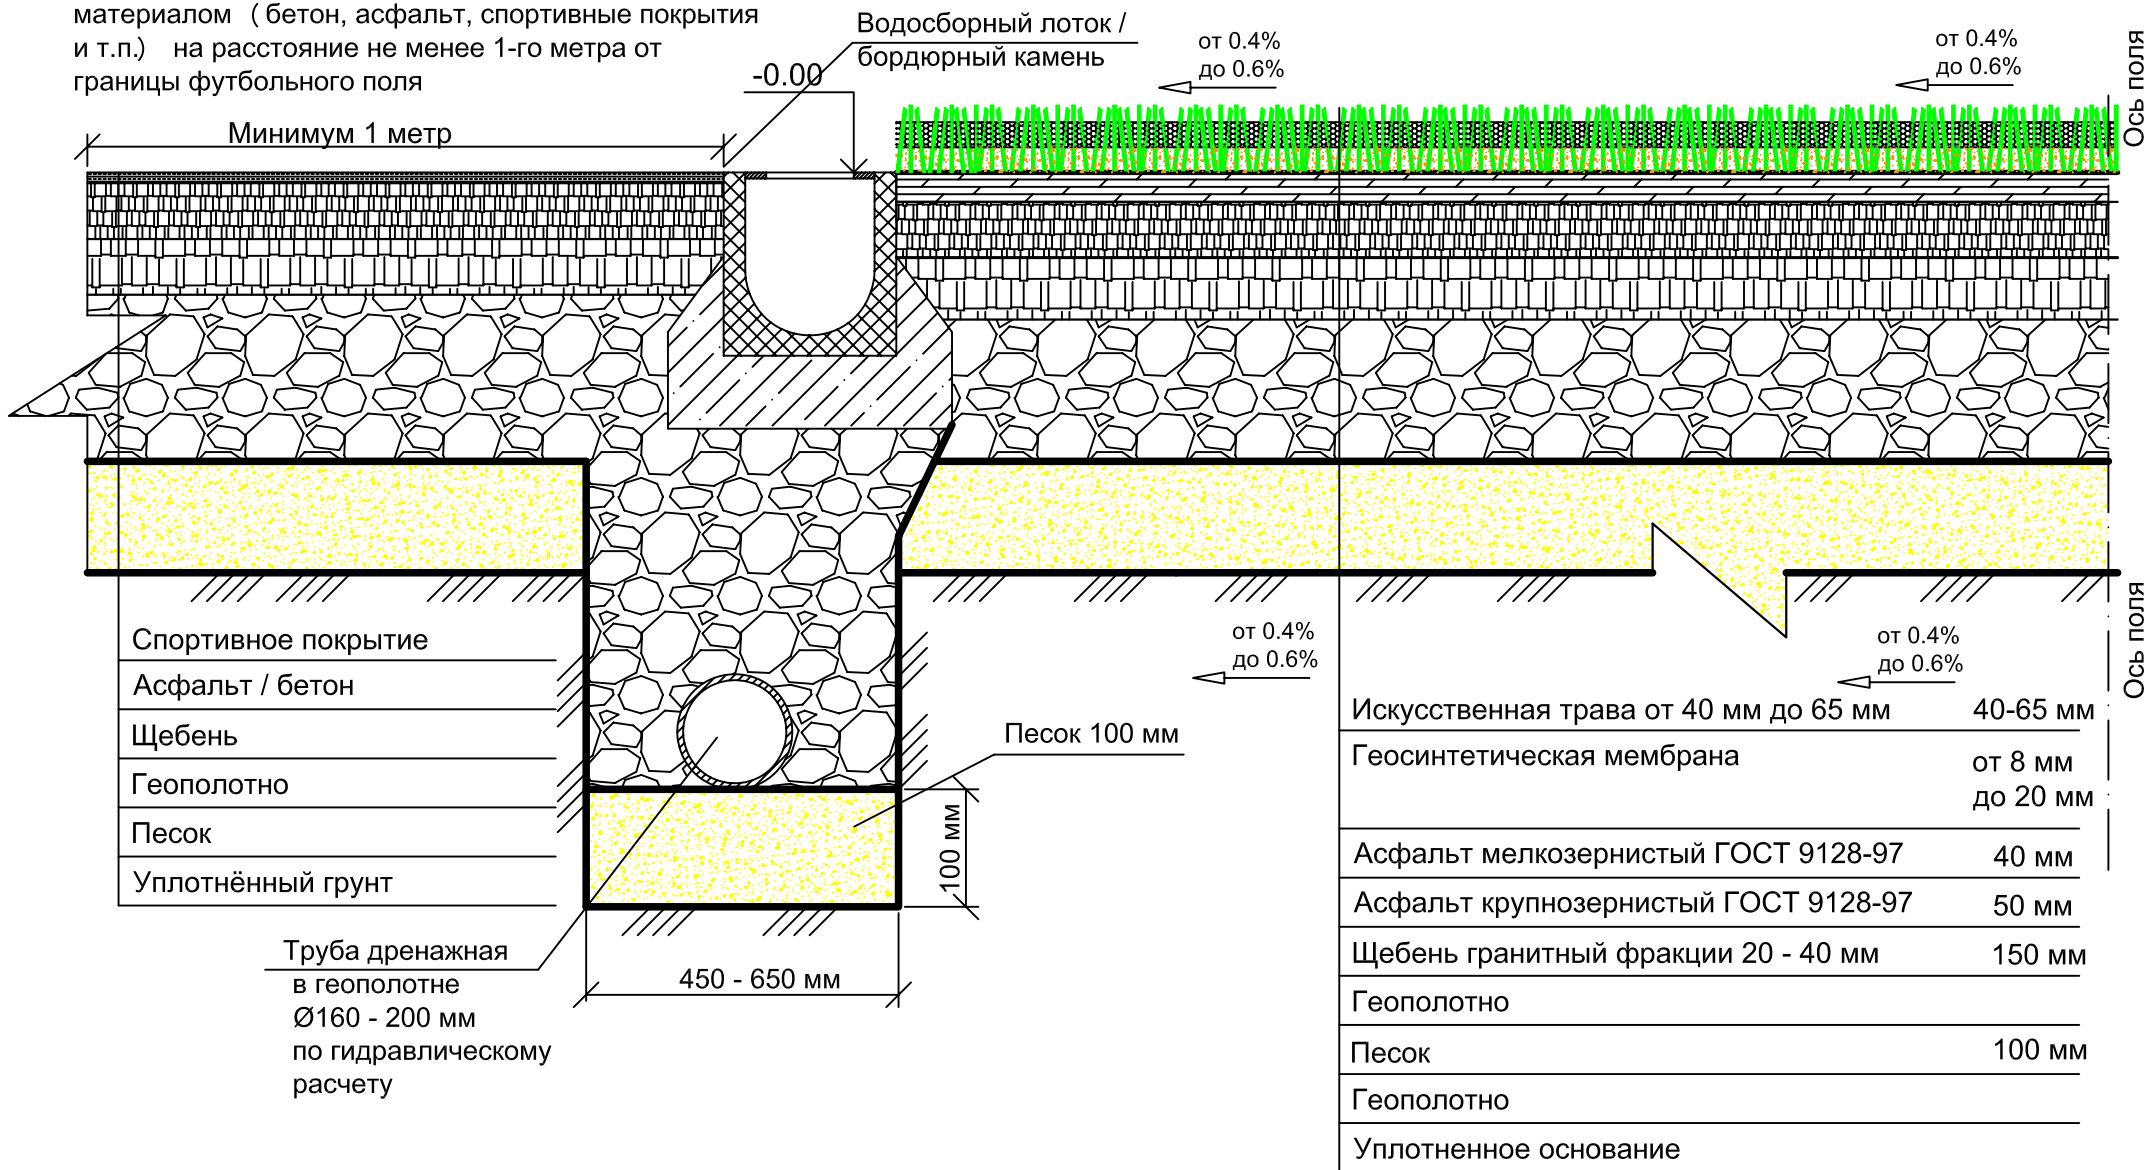 материалом (бетон, асфальт, спортивные покрытия
и т.п.) на расстояние не менее 1-го метра от
границы футбольного поля
Водосборный лоток /
бордюрный камень
-0.00
Минимум 1 метр
от 0.4%
до 0.6%
от 0.4%
до 0.6%
Ось поля
Спортивное покрытие
Асфальт / бетон
Щебень
Геополотно
Песок
Уплотнённый грунт
Труба дренажная
в геополотне
Ø160 - 200 мм
по гидравлическому
расчету
450 - 650 мм
100 мм
Песок 100 мм
от 0.4%
до 0.6%
от 0.4%
до 0.6%
Ось поля
Искусственная трава от 40 мм до 65 мм 40-65 мм
Геосинтетическая мембрана от 8 мм
до 20 мм
Асфальт мелкозернистый ГОСТ 9128-97 40 мм
Асфальт крупнозернистый ГОСТ 9128-97 50 мм
Щебень гранитный фракции 20 - 40 мм 150 мм
Геополотно
Песок 100 мм
Геополотно
Уплотненное основание